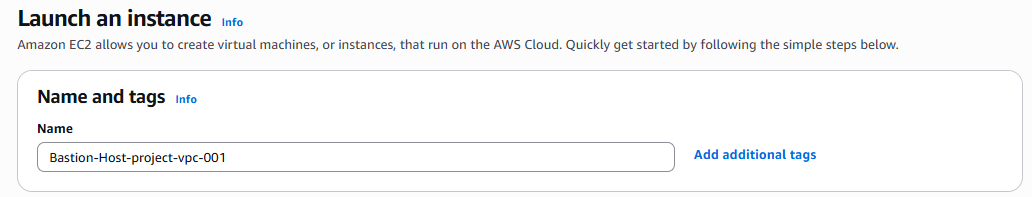 Launch an instance Info
Amazon EC2 allows you to create virtual machines, or instances, that run on the AWS Cloud. Quickly get started by following the simple steps below.
Name and tags Info
Name
Bastion-Host-project-vpc-001
Add additional tags